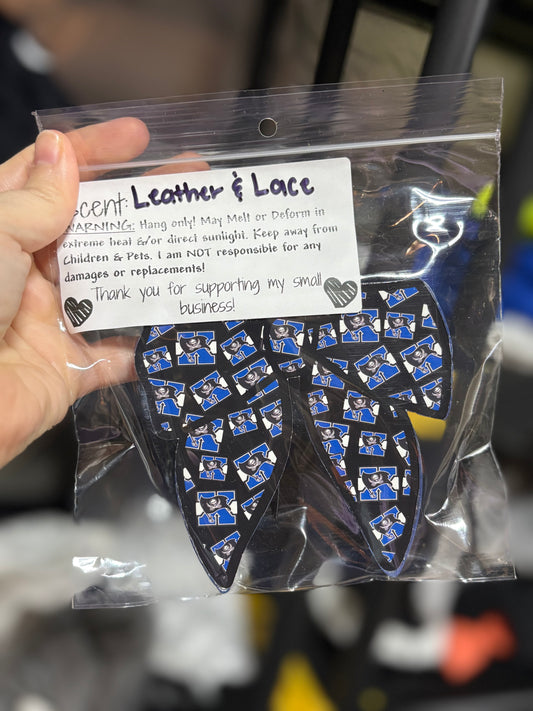 Scent: Leather & Lace
WARNING: Hang only! May Melt or Deform in
extreme heat &/or direct sunlight. Keep away from
Children & Pets. I am NOT responsible for any
damages or replacements!
Thank you for supporting my small
business!